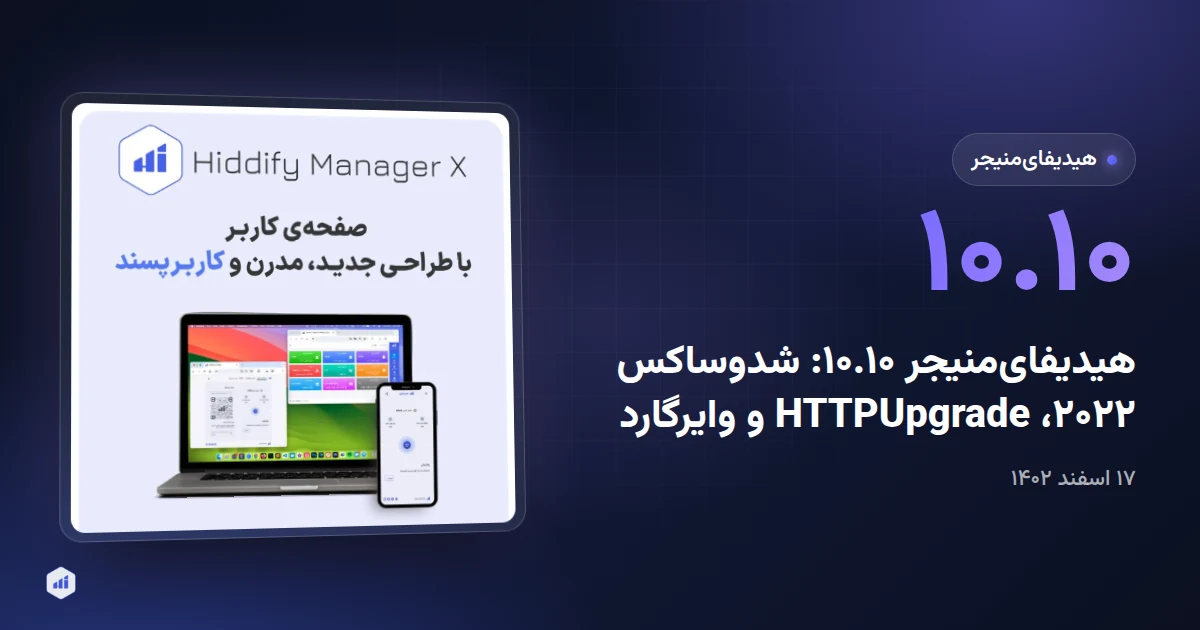 هیدیفای‌منیجر
۱۰.۱۰
هیدیفای‌منیجر ۱۰.۱۰: شدوساکس
۲۰۲۲، HTTPUpgrade و وایرگارد
۱۷ اسفند ۱۴۰۲
Hiddify Manager X
صفحه‌ی کاربر
با طراحی جدید، مدرن و کاربرپسند